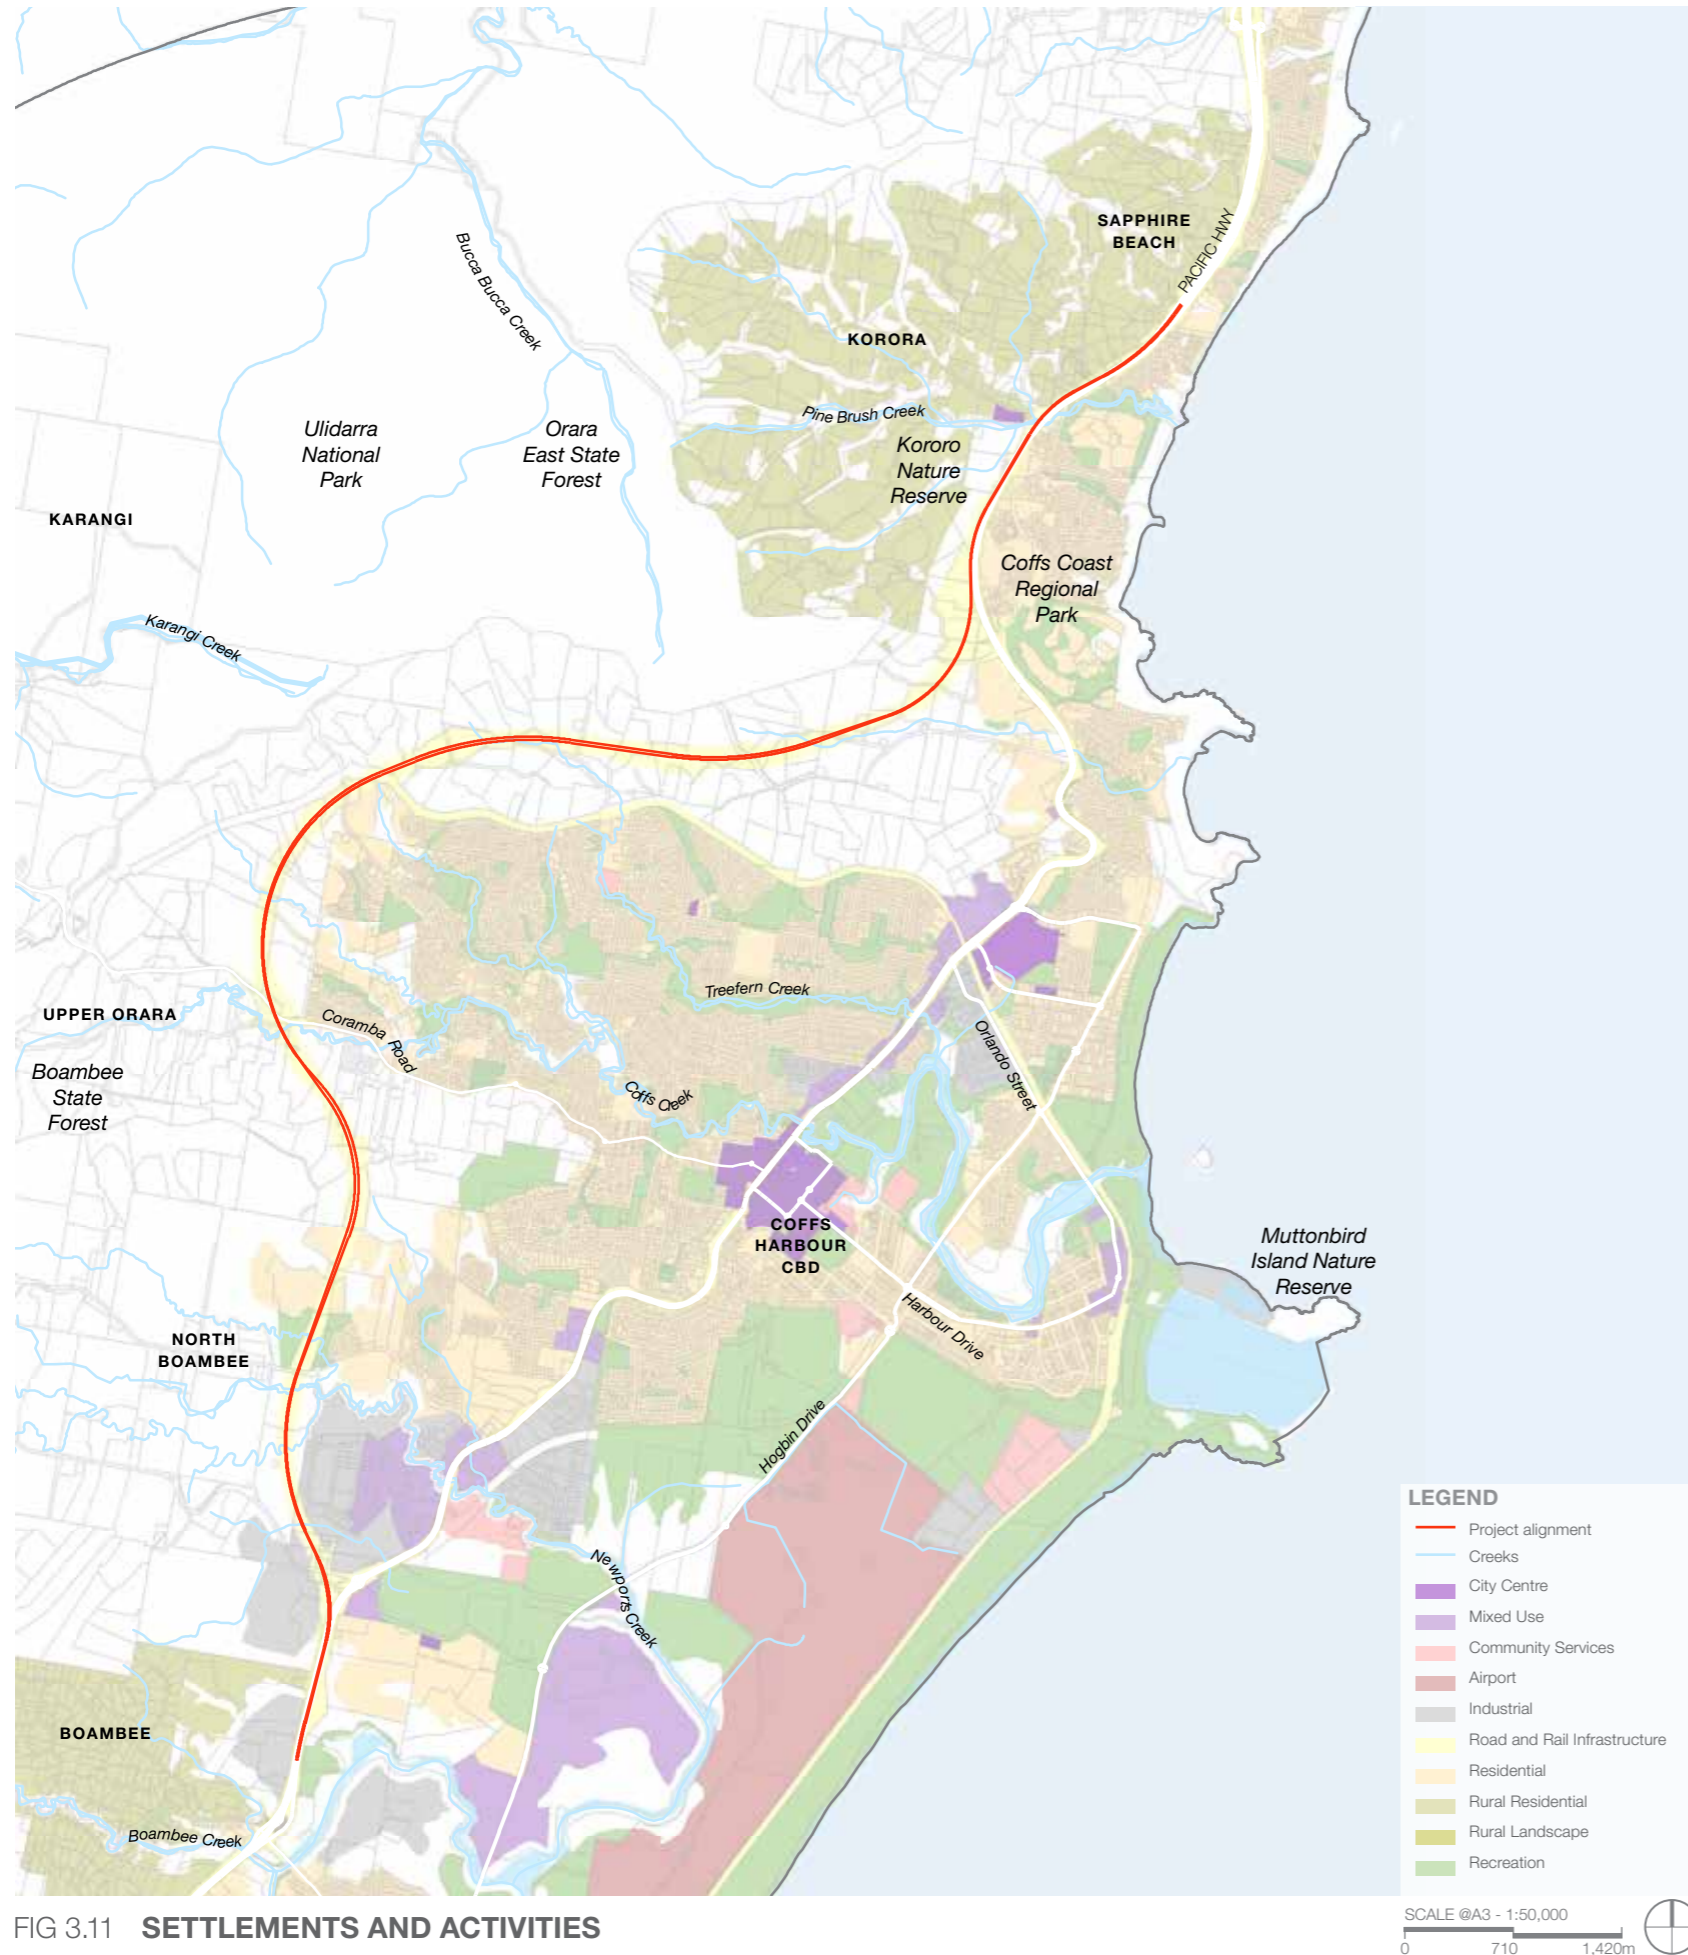 SAPPHIRE
BEACH
PACIFIC HWY
Bucca Bucca Creek
KORORA
Pine Brush Creek
Ulidarra
National
Park
Orara
East State
Forest
Kororo
Nature
Reserve
KARANGI
Coffs Coast
Regional
Park
Karangi Creek
Treefern Creek
UPPER ORARA
Coramba Road
Orlando Street
Boambee
State
Forest
Coffs Creek
COFFS
HARBOUR
CBD
Muttonbird
Island Nature
Reserve
Harbour Drive
NORTH
BOAMBEE
Hogbin Drive
Newports Creek
BOAMBEE
Boambee Creek
LEGEND
Project alignment
Creeks
City Centre
Mixed Use
Community Services
Airport
Industrial
Road and Rail Infrastructure
Residential
Rural Residential
Rural Landscape
Recreation
FIG 3.11 SETTLEMENTS AND ACTIVITIES
SCALE @A3 - 1:50,000
0 710 1,420m